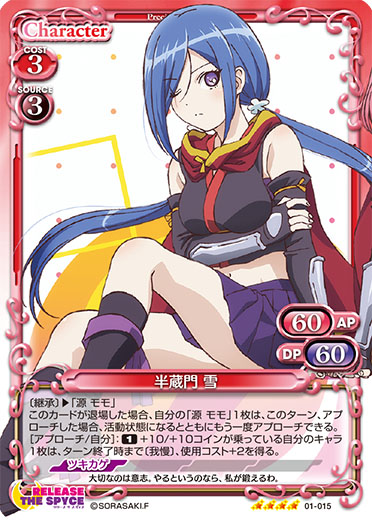 Prec
Character
COST
3
SOURCE
3
60 AP
DP 60
半蔵門 雪
[継承]▶「源 モモ」
このカードが退場した場合、自分の「源 モモ」1枚は、このターン、アプ
ローチした場合、活動状態になるとともにもう一度アプローチできる。
[アプローチ/自分]:1 +10/+10コインが乗っている自分のキャラ
1枚は、ターン終了時まで〔我慢〕、使用コスト+2を得る。
ツキカゲ
大切なのは意志。やるというのなら、私が鍛えるわ。
RELEASE
THE SPYCE
©SORASAKI.F
01-015